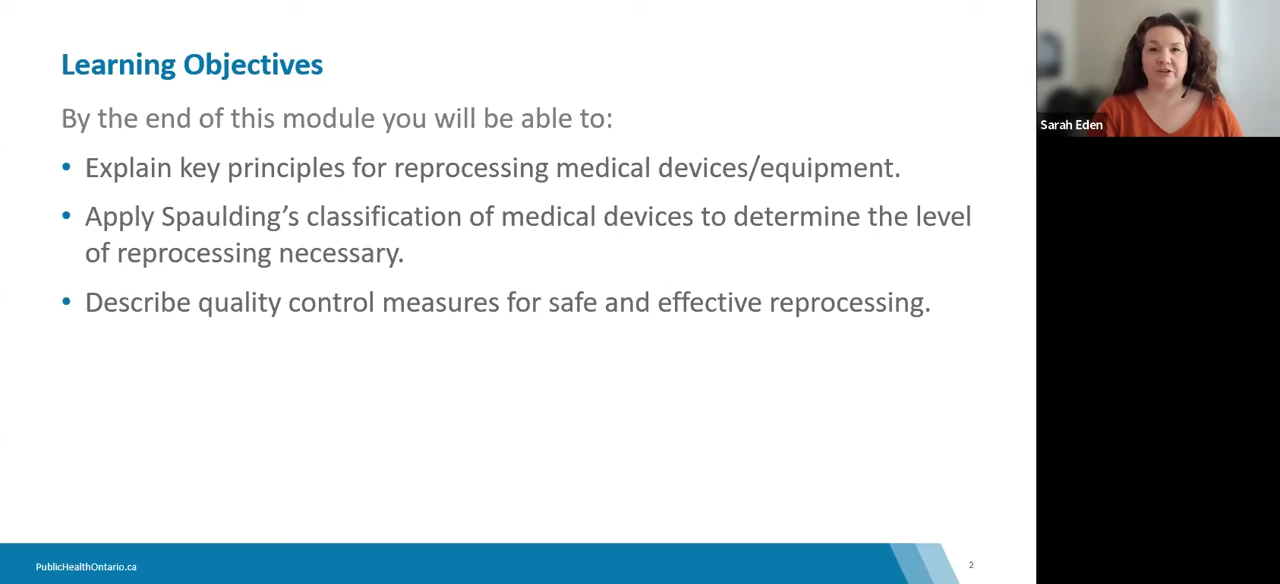 Learning Objectives
By the end of this module you will be able to:
• Explain key principles for reprocessing medical devices/equipment.
• Apply Spaulding’s classification of medical devices to determine the level
of reprocessing necessary.
• Describe quality control measures for safe and effective reprocessing.
Sarah Eden
PublicHealthOntario.ca
2